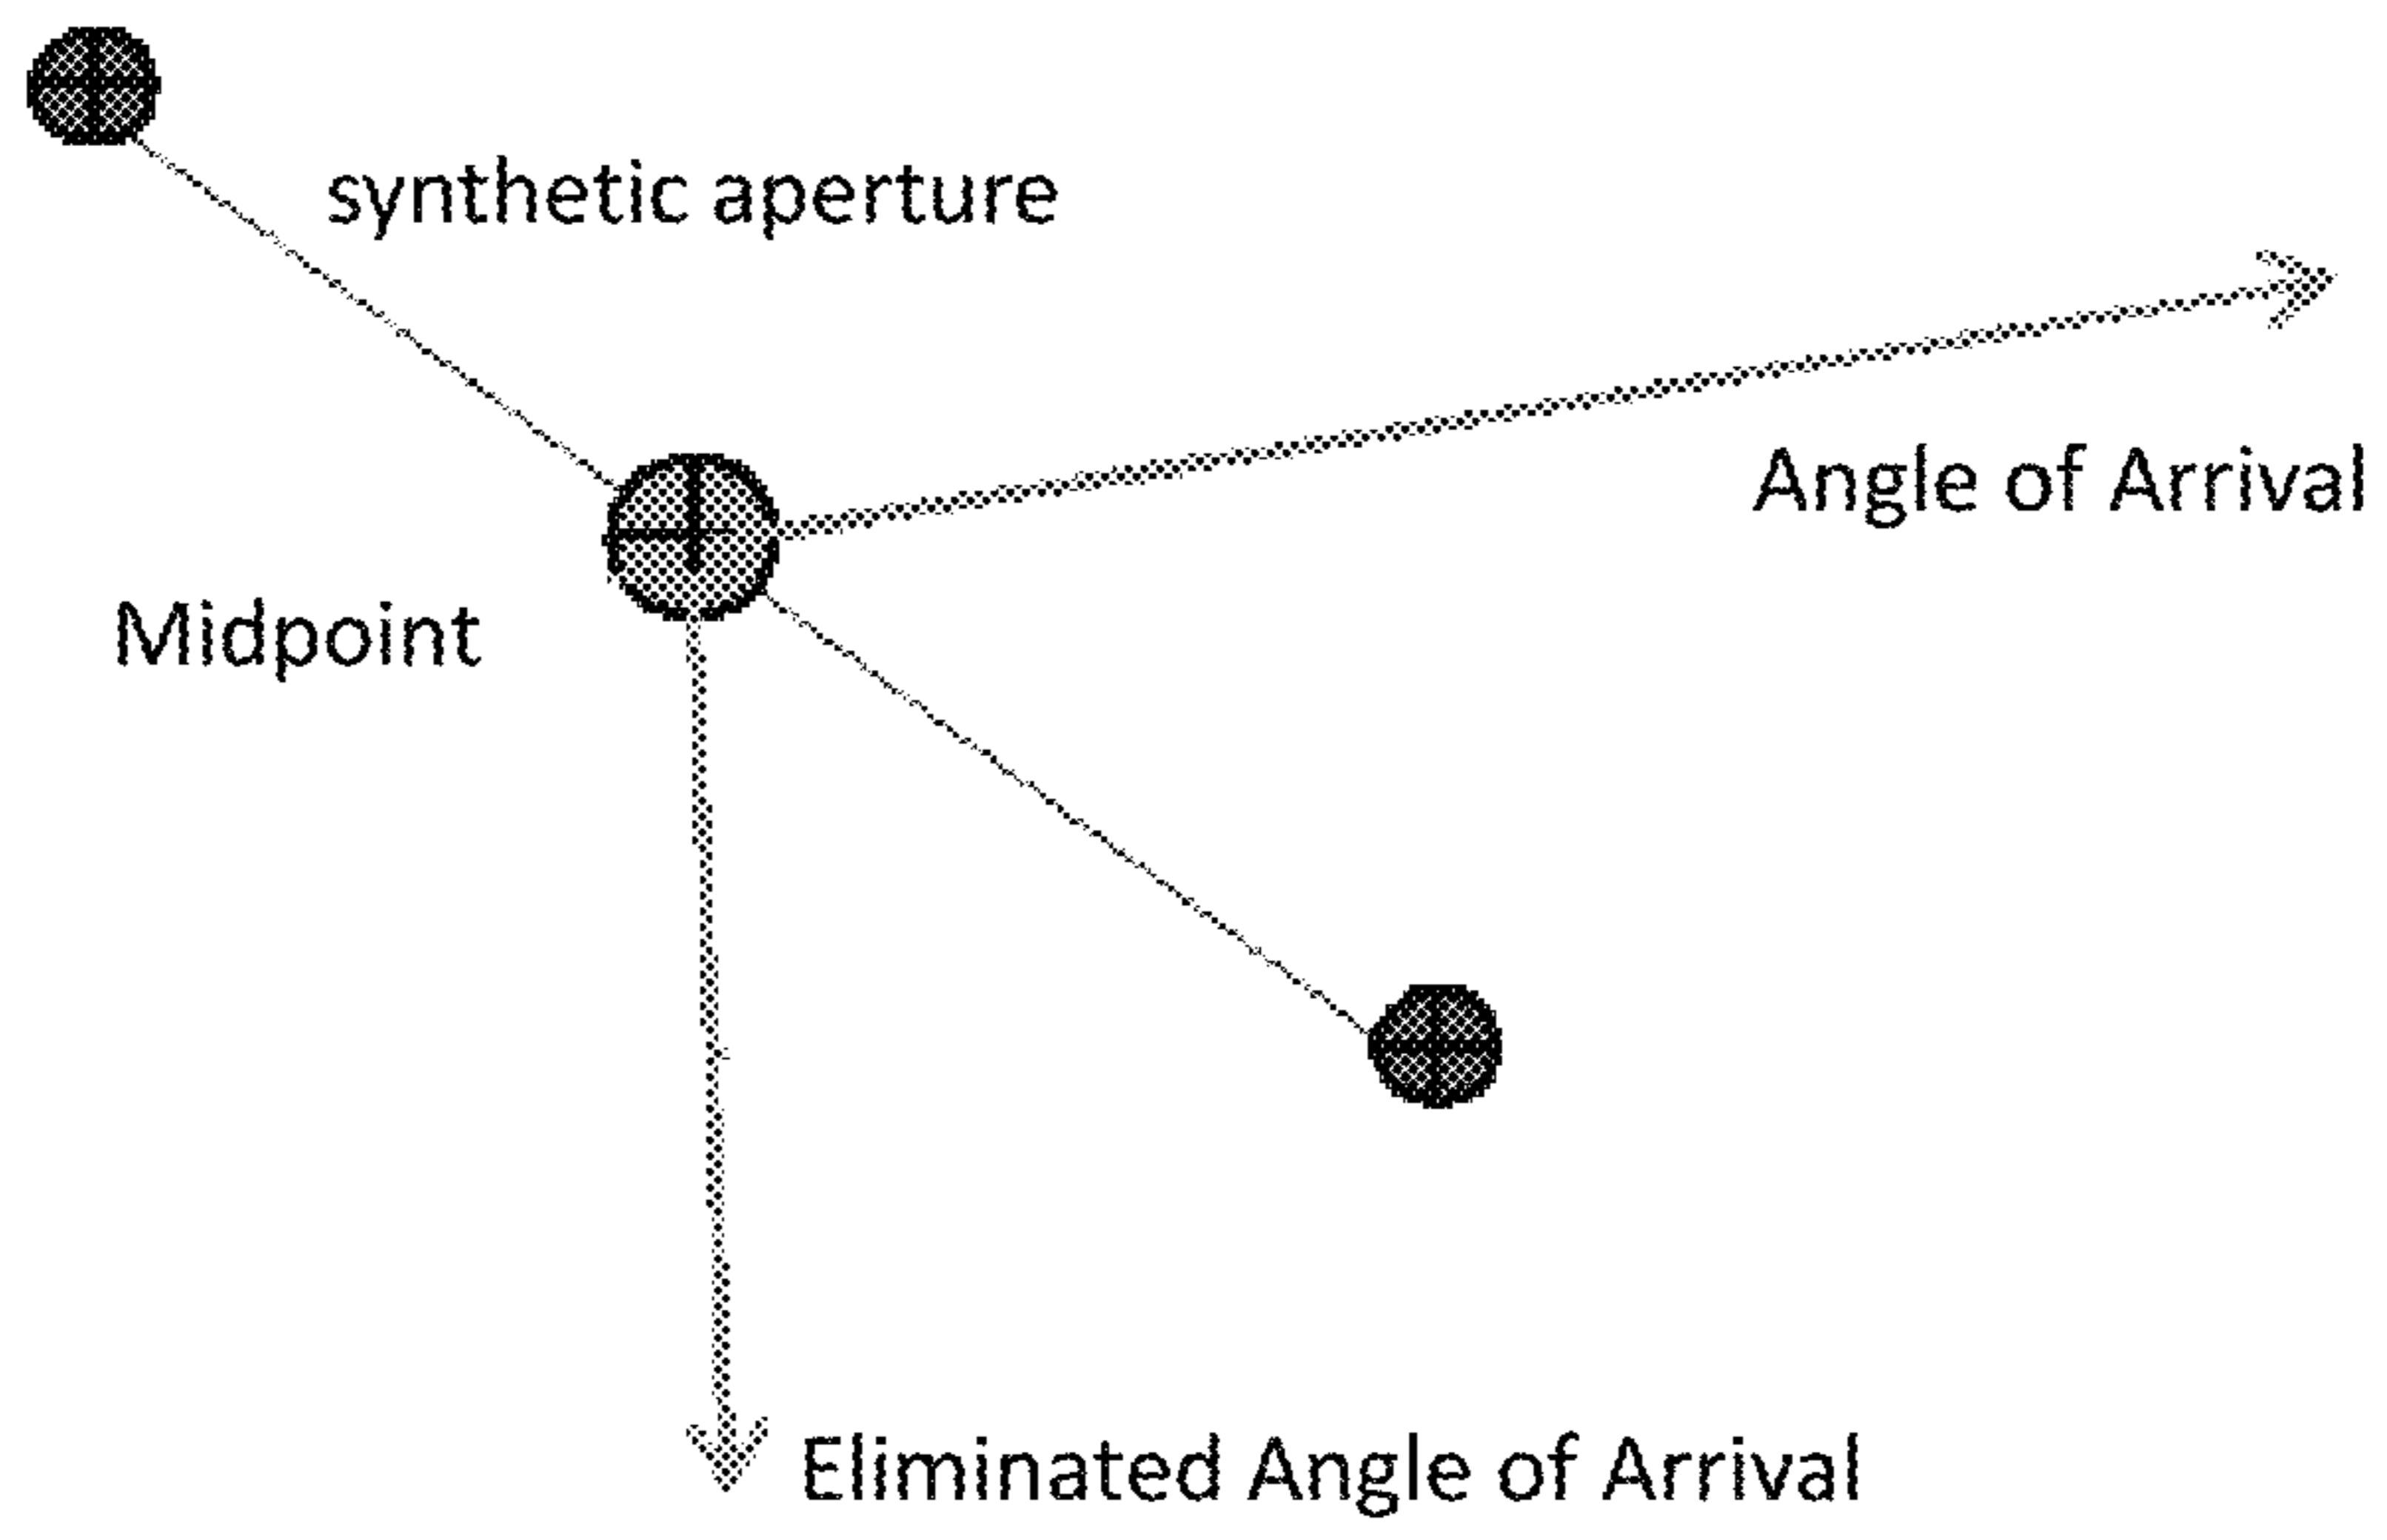 synthetic aperture
Angle of Arrival
Midpoint
Eliminated Angle of Arrival